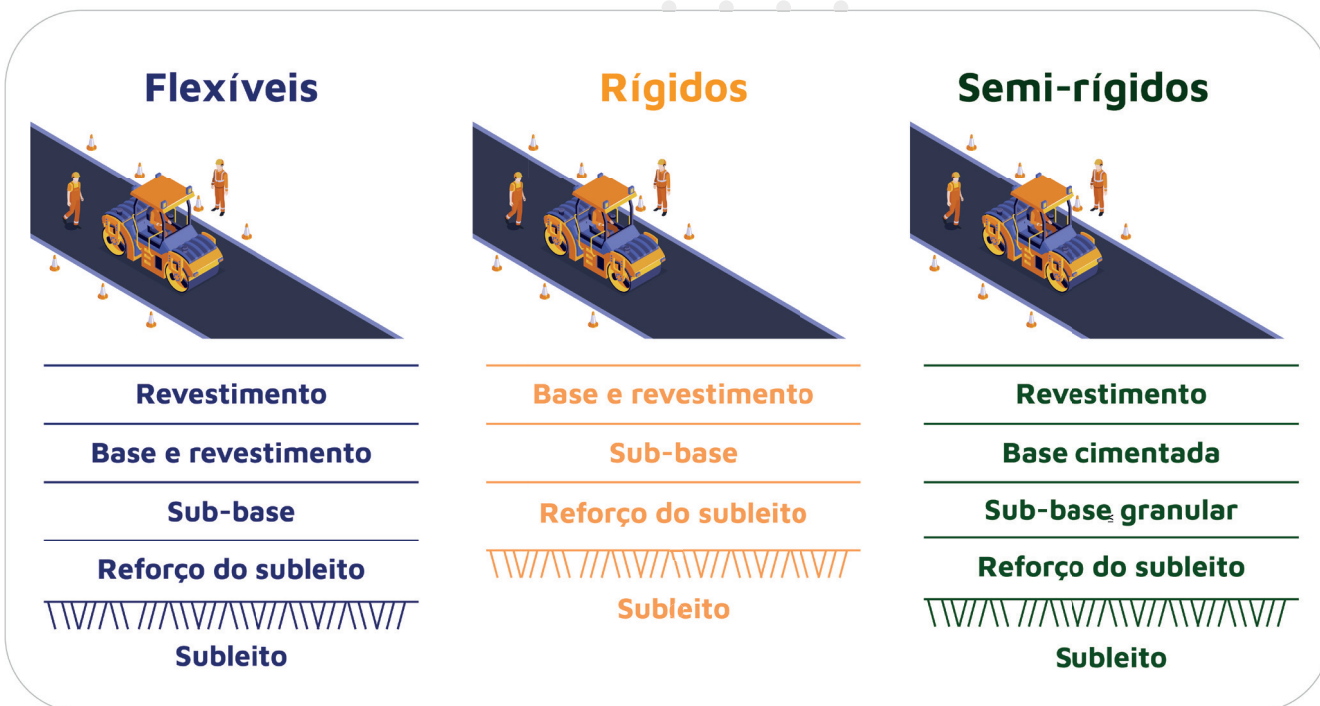 Flexíveis
Revestimento
Base e revestimento
Sub-base
Reforço do subleito
Subleito
Rígidos
Base e revestimento
Sub-base
Reforço do subleito
Subleito
Semi-rígidos
Revestimento
Base cimentada
Sub-base granular
Reforço do subleito
Subleito